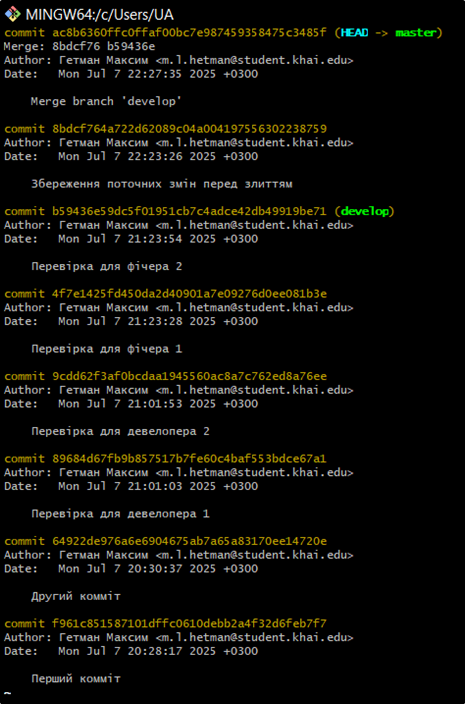 MINGW64:/c/Users/UA
commit ac8b6360ffc0ffaf00bc7e987459358475c3485f (HEAD -> master)
Merge: 8bdcf76 b59436e
Author: Гетман Максим <m.l.hetman@student.khai.edu>
Date:   Mon Jul 7 22:27:35 2025 +0300
Merge branch 'develop'
commit 8bdcf764a722d62089c04a004197556302238759
Author: Гетман Максим <m.l.hetman@student.khai.edu>
Date:   Mon Jul 7 22:23:26 2025 +0300
Збереження поточних змін перед злиттям
commit b59436e59dc5f01951cb7c4adce42db49919be71 (develop)
Author: Гетман Максим <m.l.hetman@student.khai.edu>
Date:   Mon Jul 7 21:23:54 2025 +0300
Перевірка для фічера 2
commit 4f7e1425fd450da2d40901a7e09276d0ee081b3e
Author: Гетман Максим <m.l.hetman@student.khai.edu>
Date:   Mon Jul 7 21:23:28 2025 +0300
Перевірка для фічера 1
commit 9cdd62f3af0bcdaa1945560ac8a7c762ed8a76ee
Author: Гетман Максим <m.l.hetman@student.khai.edu>
Date:   Mon Jul 7 21:01:53 2025 +0300
Перевірка для девелопера 2
commit 89684d67fb9b857517b7fe60c4baf553bdce67a1
Author: Гетман Максим <m.l.hetman@student.khai.edu>
Date:   Mon Jul 7 21:01:03 2025 +0300
Перевірка для девелопера 1
commit 64922de976a6e6904675ab7a65a83170ee14720e
Author: Гетман Максим <m.l.hetman@student.khai.edu>
Date:   Mon Jul 7 20:30:37 2025 +0300
Другий комміт
commit f961c851587101dffc0610debb2a4f32d6feb7f7
Author: Гетман Максим <m.l.hetman@student.khai.edu>
Date:   Mon Jul 7 20:28:17 2025 +0300
Перший комміт